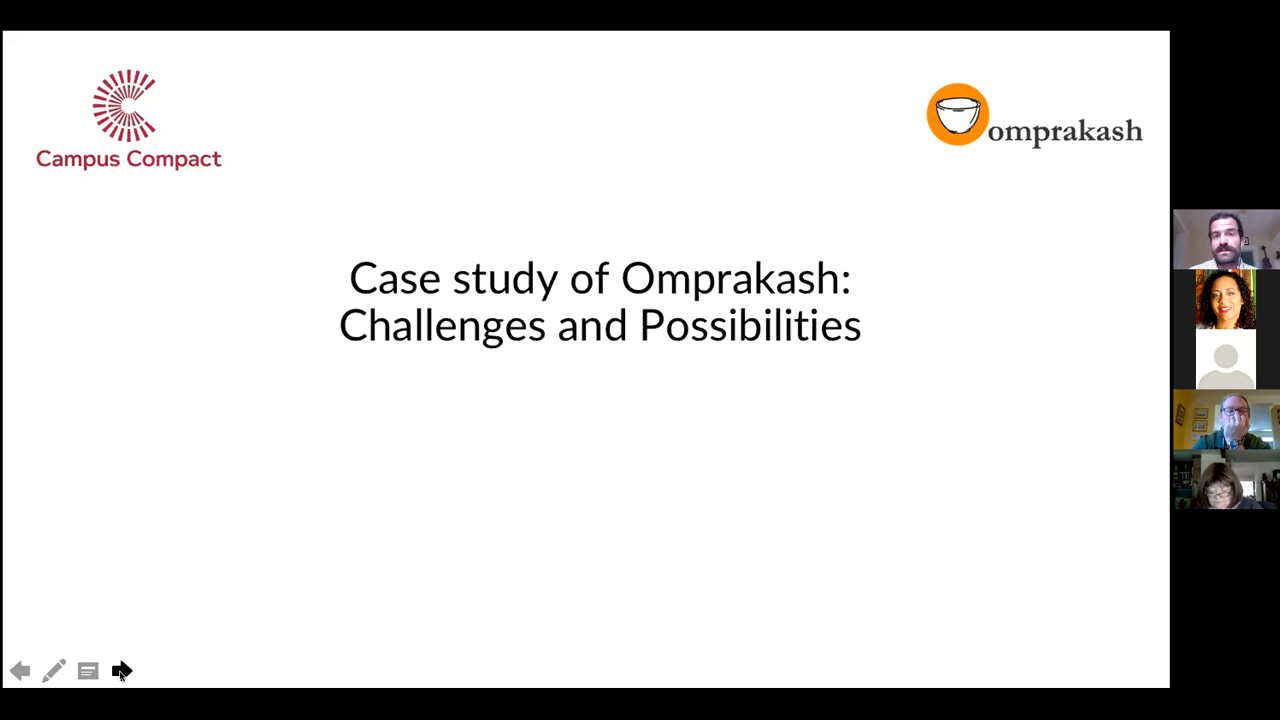 Campus Compact
omprakash
Case study of Omprakash:
Challenges and Possibilities